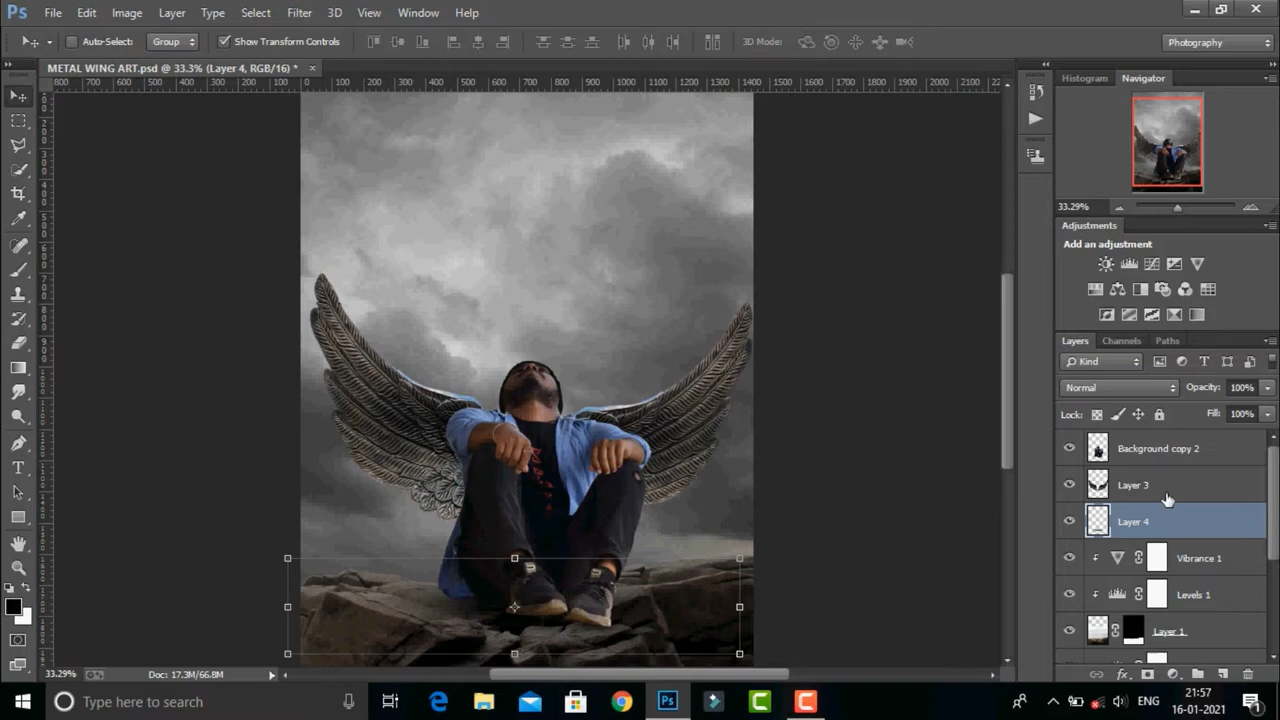 Ps File Edit Image Layer Type Select Filter 3D View Window Help
Auto-Select: Group Show Transform Controls 3D Mode: Photography
METAL WING ART.psd @ 33.3% (Layer 4, RGB/16) * ×
Histogram Navigator
33.29%
Adjustments
Add an adjustment
Layers Channels Paths
Kind
Normal Opacity: 100%
Lock: Fill: 100%
Background copy 2
Layer 3
Layer 4
Vibrance 1
Levels 1
Layer 1
33.29% Doc: 17.3M/66.8M
Type here to search
ENG
21:57
16-01-2021